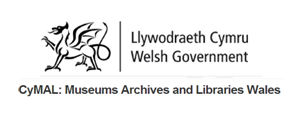 Llywodraeth Cymru
Welsh Government
CyMAL: Museums Archives and Libraries Wales